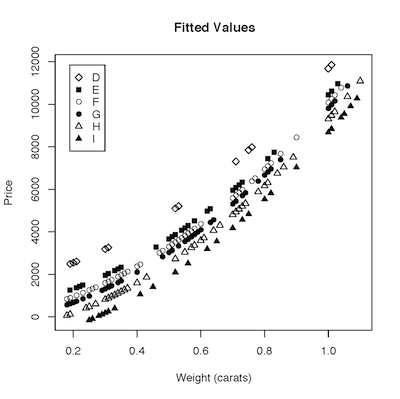 Fitted Values
12000
10000
8000
6000
4000
2000
0
Price
D
E
F
G
H
I
0.2 0.4 0.6 0.8 1.0
Weight (carats)